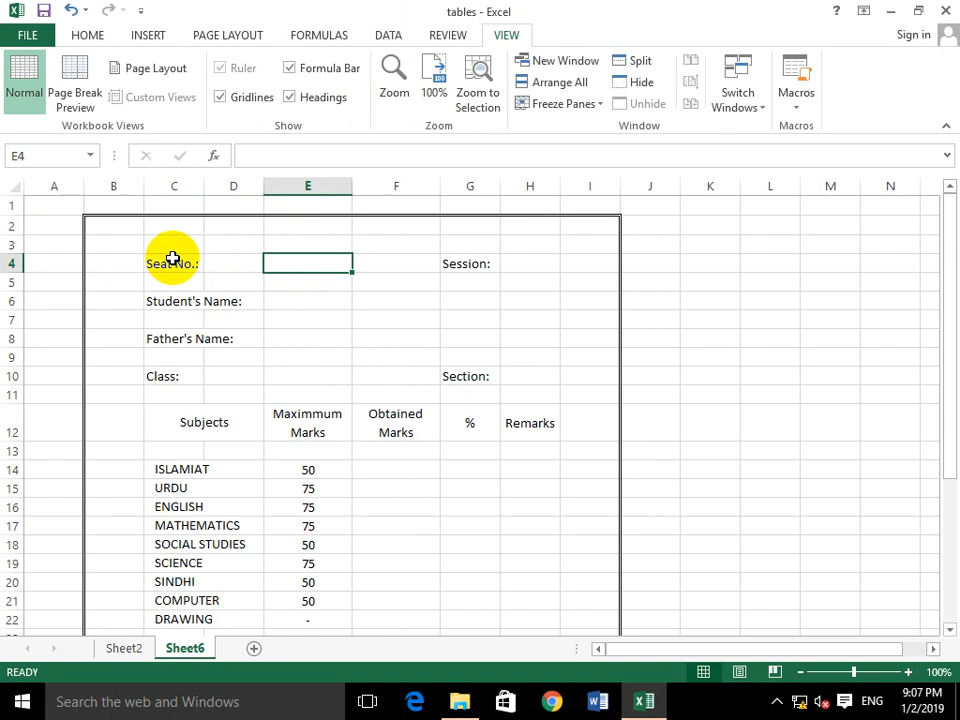 tables - Excel
?
FILE HOME INSERT PAGE LAYOUT FORMULAS DATA REVIEW VIEW Sign in
Normal
Page Break Preview
Page Layout
Custom Views
Workbook Views
Ruler
Formula Bar
Gridlines
Headings
Show
Zoom
100%
Zoom to Selection
Zoom
New Window
Arrange All
Freeze Panes
Split
Hide
Unhide
Switch Windows
Window
Macros
Macros
E4
fx
A B C D E F G H I J K L M N
1
2
3
4 Seat No.: Session:
5
6 Student's Name:
7
8 Father's Name:
9
10 Class: Section:
11
12 Subjects Maximmum Marks Obtained Marks % Remarks
13
14 ISLAMIAT 50
15 URDU 75
16 ENGLISH 75
17 MATHEMATICS 75
18 SOCIAL STUDIES 50
19 SCIENCE 75
20 SINDHI 50
21 COMPUTER 50
22 DRAWING -
Sheet2 Sheet6
READY 100%
Search the web and Windows
ENG
9:07 PM
1/2/2019